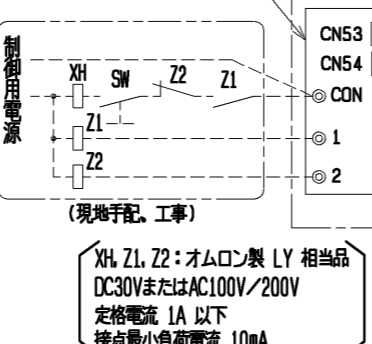 制御用電源
CN53
CN54
XH SW Z2 Z1
CON
Z1
1
Z2
2
(現地手配、工事)
XH, Z1, Z2:オムロン製 LY 相当品
DC30VまたはAC100V/200V
定格電流 1A 以下
接点最小負荷電流 10mA